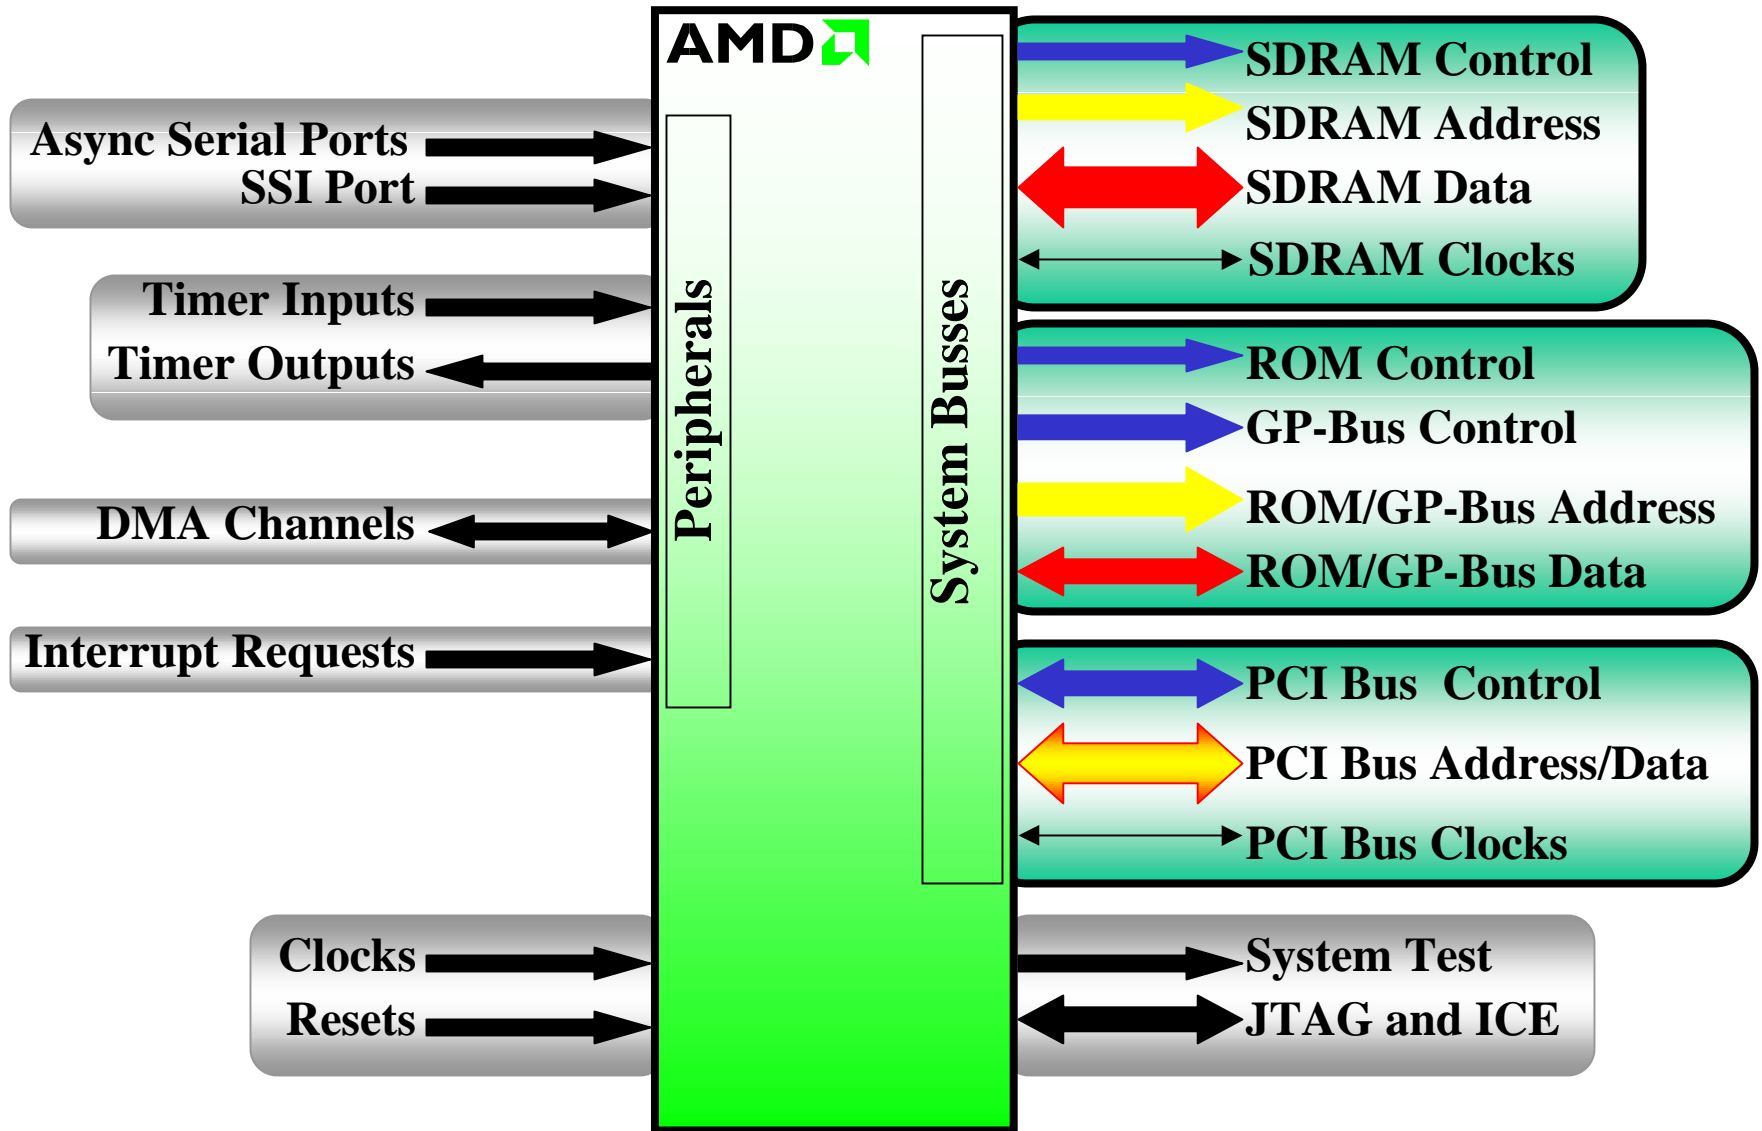 AMD
Async Serial Ports
SSI Port
Timer Inputs
Timer Outputs
DMA Channels
Interrupt Requests
Clocks
Resets
Peripherals
System Busses
SDRAM Control
SDRAM Address
SDRAM Data
SDRAM Clocks
ROM Control
GP-Bus Control
ROM/GP-Bus Address
ROM/GP-Bus Data
PCI Bus  Control
PCI Bus Address/Data
PCI Bus Clocks
System Test
JTAG and ICE